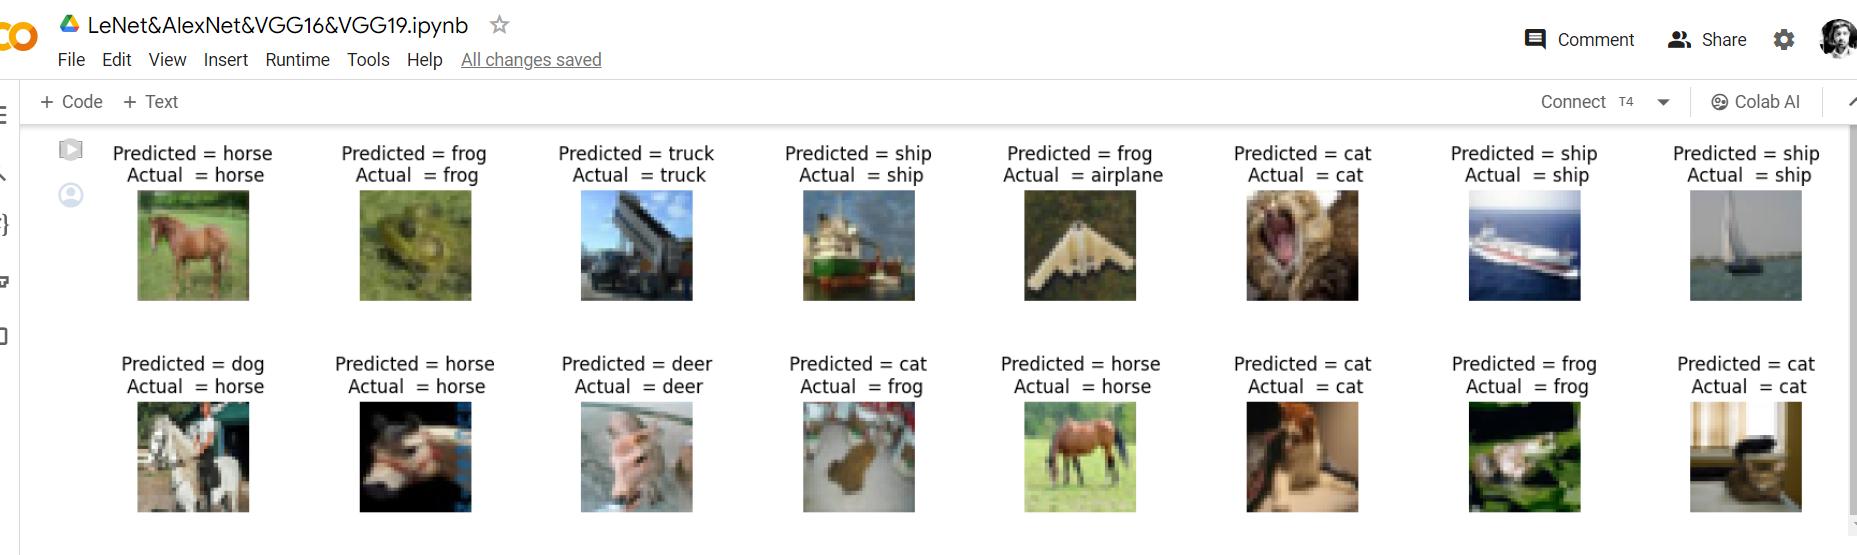 LeNet&AlexNet&VGG16&VGG19.ipynb
File Edit View Insert Runtime Tools Help All changes saved
Comment Share
+ Code + Text
Connect T4 Colab AI
Predicted = horse Predicted = frog Predicted = truck Predicted = ship Predicted = frog Predicted = cat Predicted = ship Predicted = ship
Actual = horse Actual = frog Actual = truck Actual = ship Actual = airplane Actual = cat Actual = ship Actual = ship
Predicted = dog Predicted = horse Predicted = deer Predicted = cat Predicted = horse Predicted = cat Predicted = frog Predicted = cat
Actual = horse Actual = horse Actual = deer Actual = frog Actual = horse Actual = cat Actual = frog Actual = cat